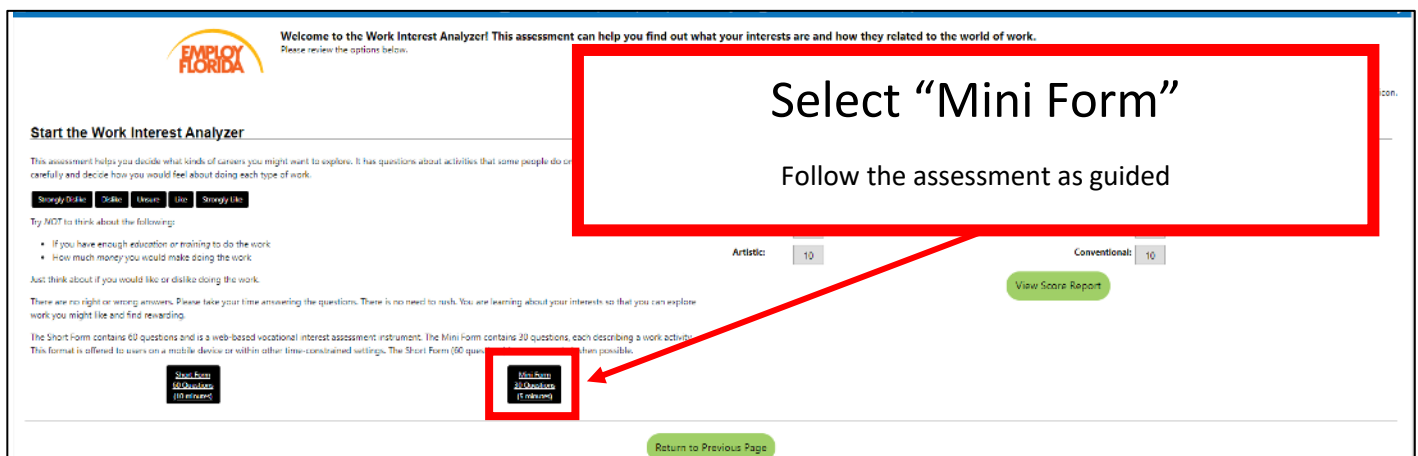 EMPLOY
FLORIDA
Welcome to the Work Interest Analyzer! This assessment can help you find out what your interests are and how they related to the world of work.
Please review the options below.
Select “Mini Form”
Follow the assessment as guided
icon.
Start the Work Interest Analyzer
This assessment helps you decide what kinds of careers you might want to explore. It has questions about activities that some people do on
carefully and decide how you would feel about doing each type of work.
Strongly Dislike Dislike Unsure Like Strongly Like
Try NOT to think about the following:
• If you have enough education or training to do the work
• How much money you would make doing the work
Artistic: 10 Conventional: 10
Just think about if you would like or dislike doing the work.
View Score Report
There are no right or wrong answers. Please take your time answering the questions. There is no need to rush. You are learning about your interests so that you can explore
work you might like and find rewarding.
The Short Form contains 60 questions and is a web-based vocational interest assessment instrument. The Mini Form contains 30 questions, each describing a work activity.
This format is offered to users on a mobile device or within other time-constrained settings. The Short Form (60 when possible.
Short Form
60 Questions
(10 minutes)
Mini Form
30 Questions
(5 minutes)
Return to Previous Page